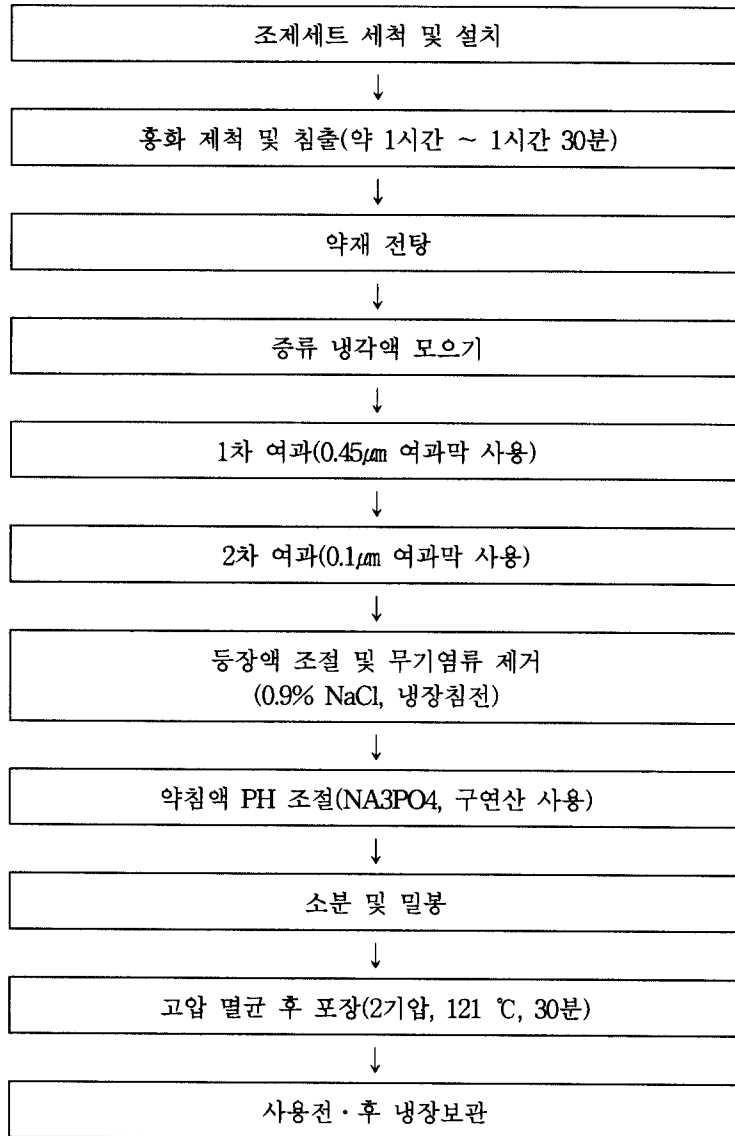 조제세트 세척 및 설치
↓
홍화 제척 및 침출(약 1시간 ~ 1시간 30분)
↓
약재 전탕
↓
증류 냉각액 모으기
↓
1차 여과(0.45㎛ 여과막 사용)
↓
2차 여과(0.1㎛ 여과막 사용)
↓
등장액 조절 및 무기염류 제거
(0.9% NaCl, 냉장침전)
↓
약침액 PH 조절(NA3PO4, 구연산 사용)
↓
소분 및 밀봉
↓
고압 멸균 후 포장(2기압, 121 ℃, 30분)
↓
사용전·후 냉장보관